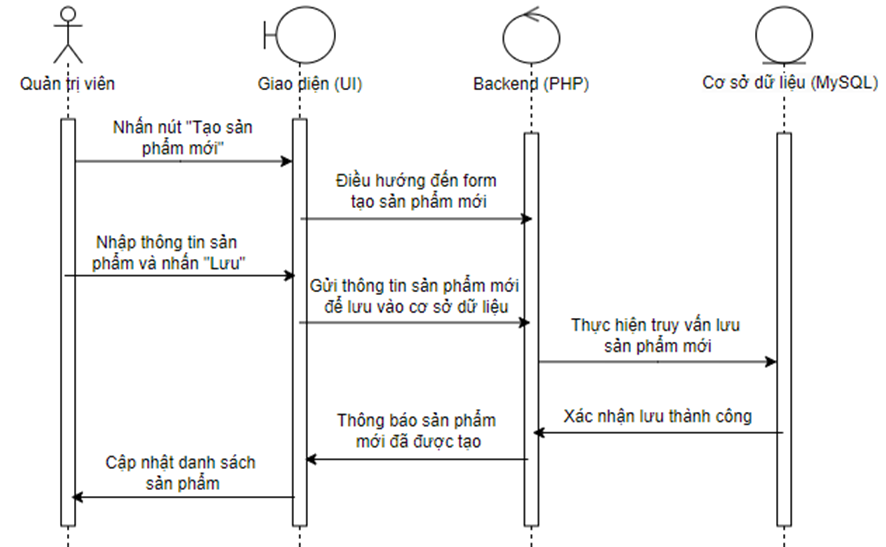 Quản trị viên
Giao diện (UI)
Backend (PHP)
Cơ sở dữ liệu (MySQL)
Nhấn nút "Tạo sản
phẩm mới"
Điều hướng đến form
tạo sản phẩm mới
Nhập thông tin sản
phẩm và nhấn "Lưu"
Gửi thông tin sản phẩm mới
để lưu vào cơ sở dữ liệu
Thực hiện truy vấn lưu
sản phẩm mới
Xác nhận lưu thành công
Thông báo sản phẩm
mới đã được tạo
Cập nhật danh sách
sản phẩm